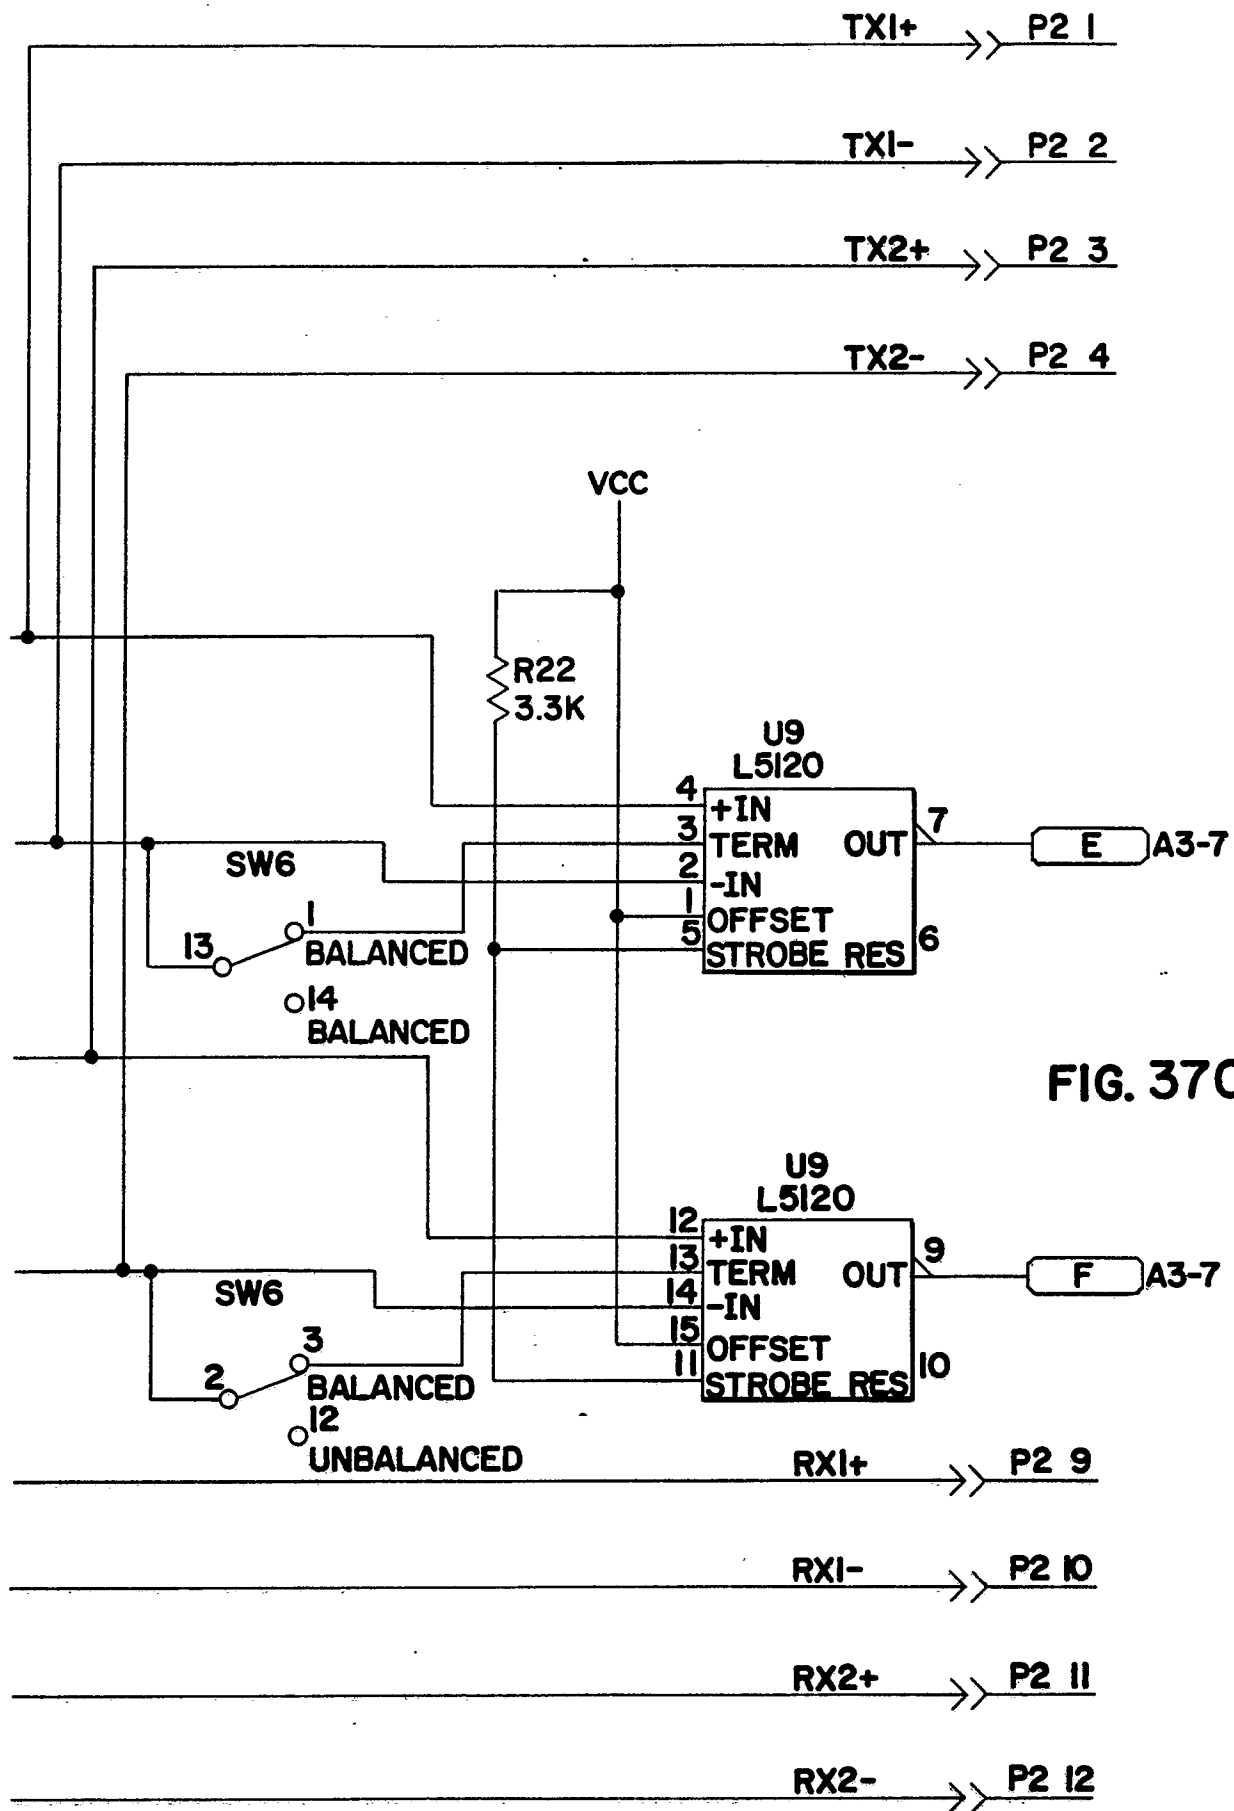 TX1+ P2 1
TX1- P2 2
TX2+ P2 3
TX2- P2 4
VCC
R22
3.3K
U9
L5120
4 +IN
3 TERM OUT 7 E A3-7
2 -IN
1 OFFSET
5 STROBE RES 6
SW6
1
13 BALANCED
14
BALANCED
FIG. 37C
U9
L5120
12 +IN
13 TERM OUT 9 F A3-7
14 -IN
15 OFFSET
11 STROBE RES 10
SW6
3
2 BALANCED
12
UNBALANCED
RX1+ P2 9
RX1- P2 10
RX2+ P2 11
RX2- P2 12